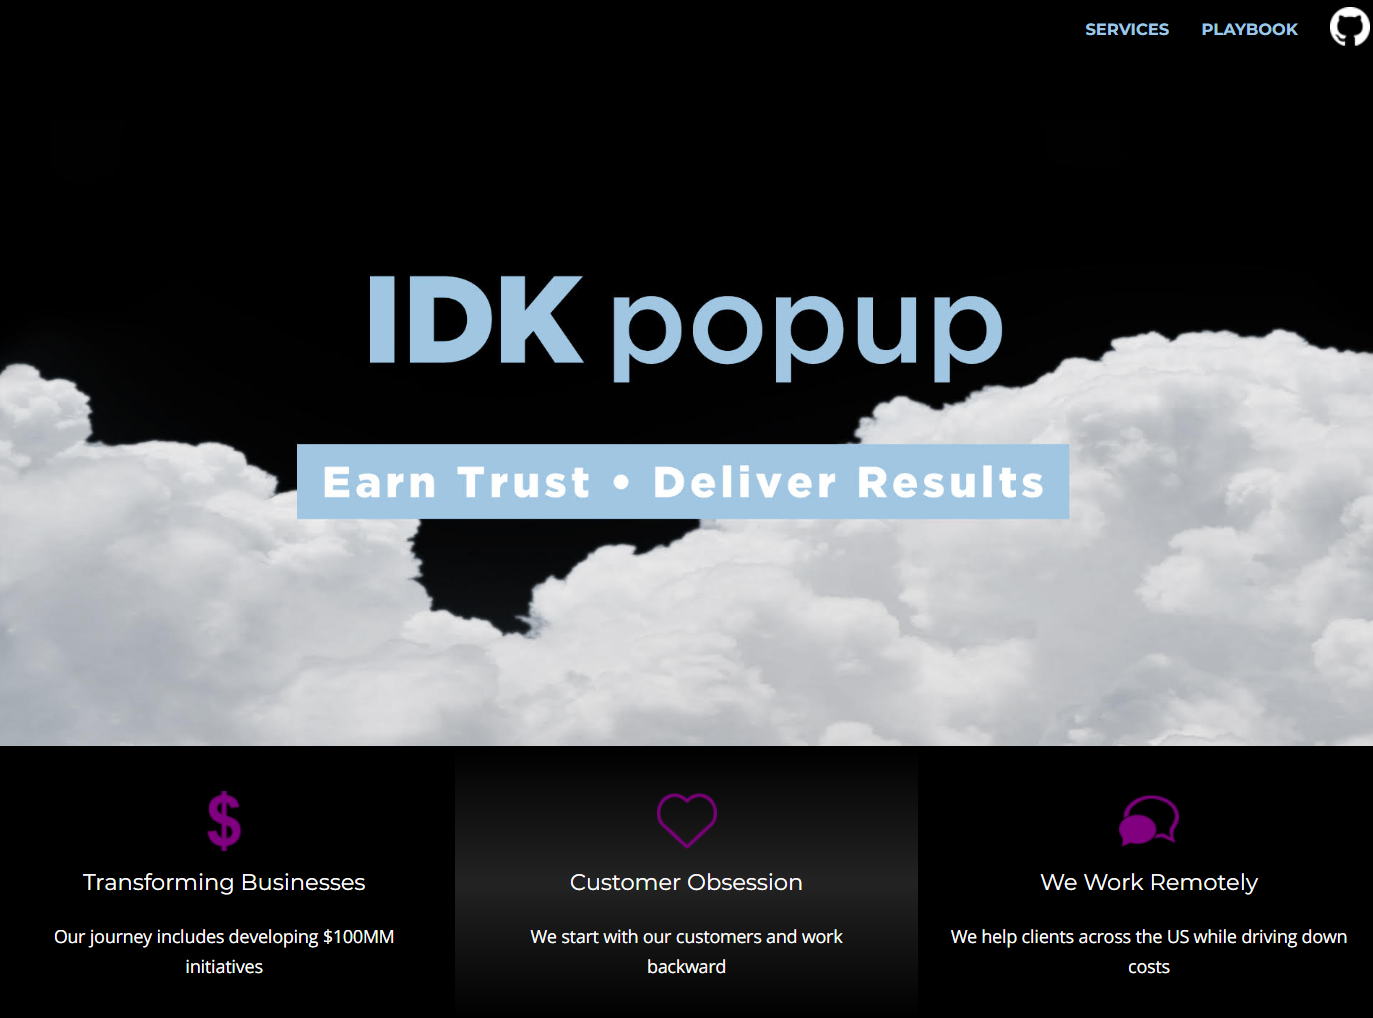 SERVICES PLAYBOOK
IDK popup
Earn Trust • Deliver Results
$
Transforming Businesses
Our journey includes developing $100MM
initiatives
Customer Obsession
We start with our customers and work
backward
We Work Remotely
We help clients across the US while driving down
costs